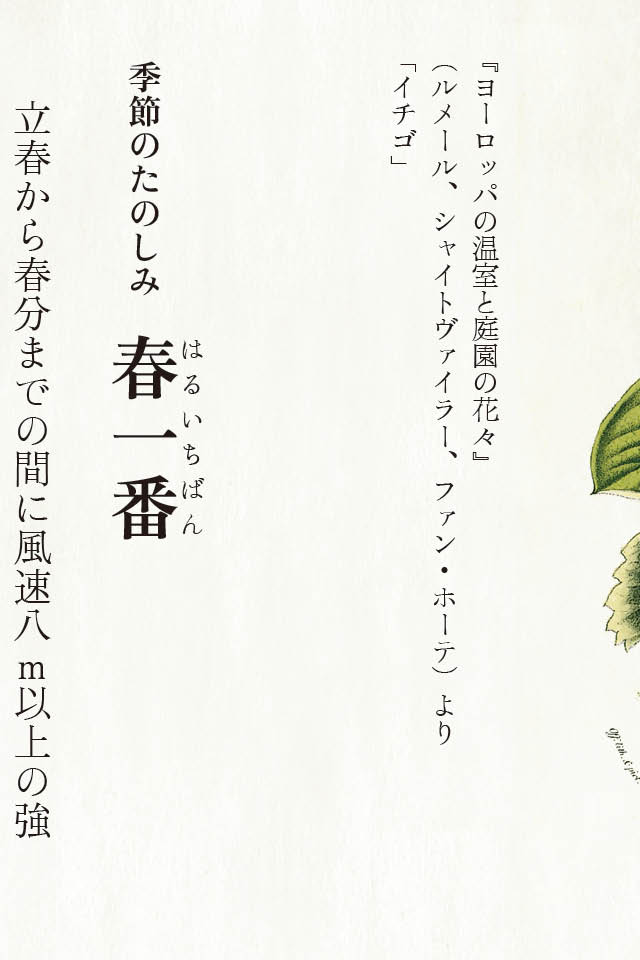 『ヨーロッパの温室と庭園の花々』
(ルメール、シャイトヴァイラー、ファン・ホーテ)より
「イチゴ」
季節のたのしみ 春一番
はるいちばん
立春から春分までの間に風速八m以上の強